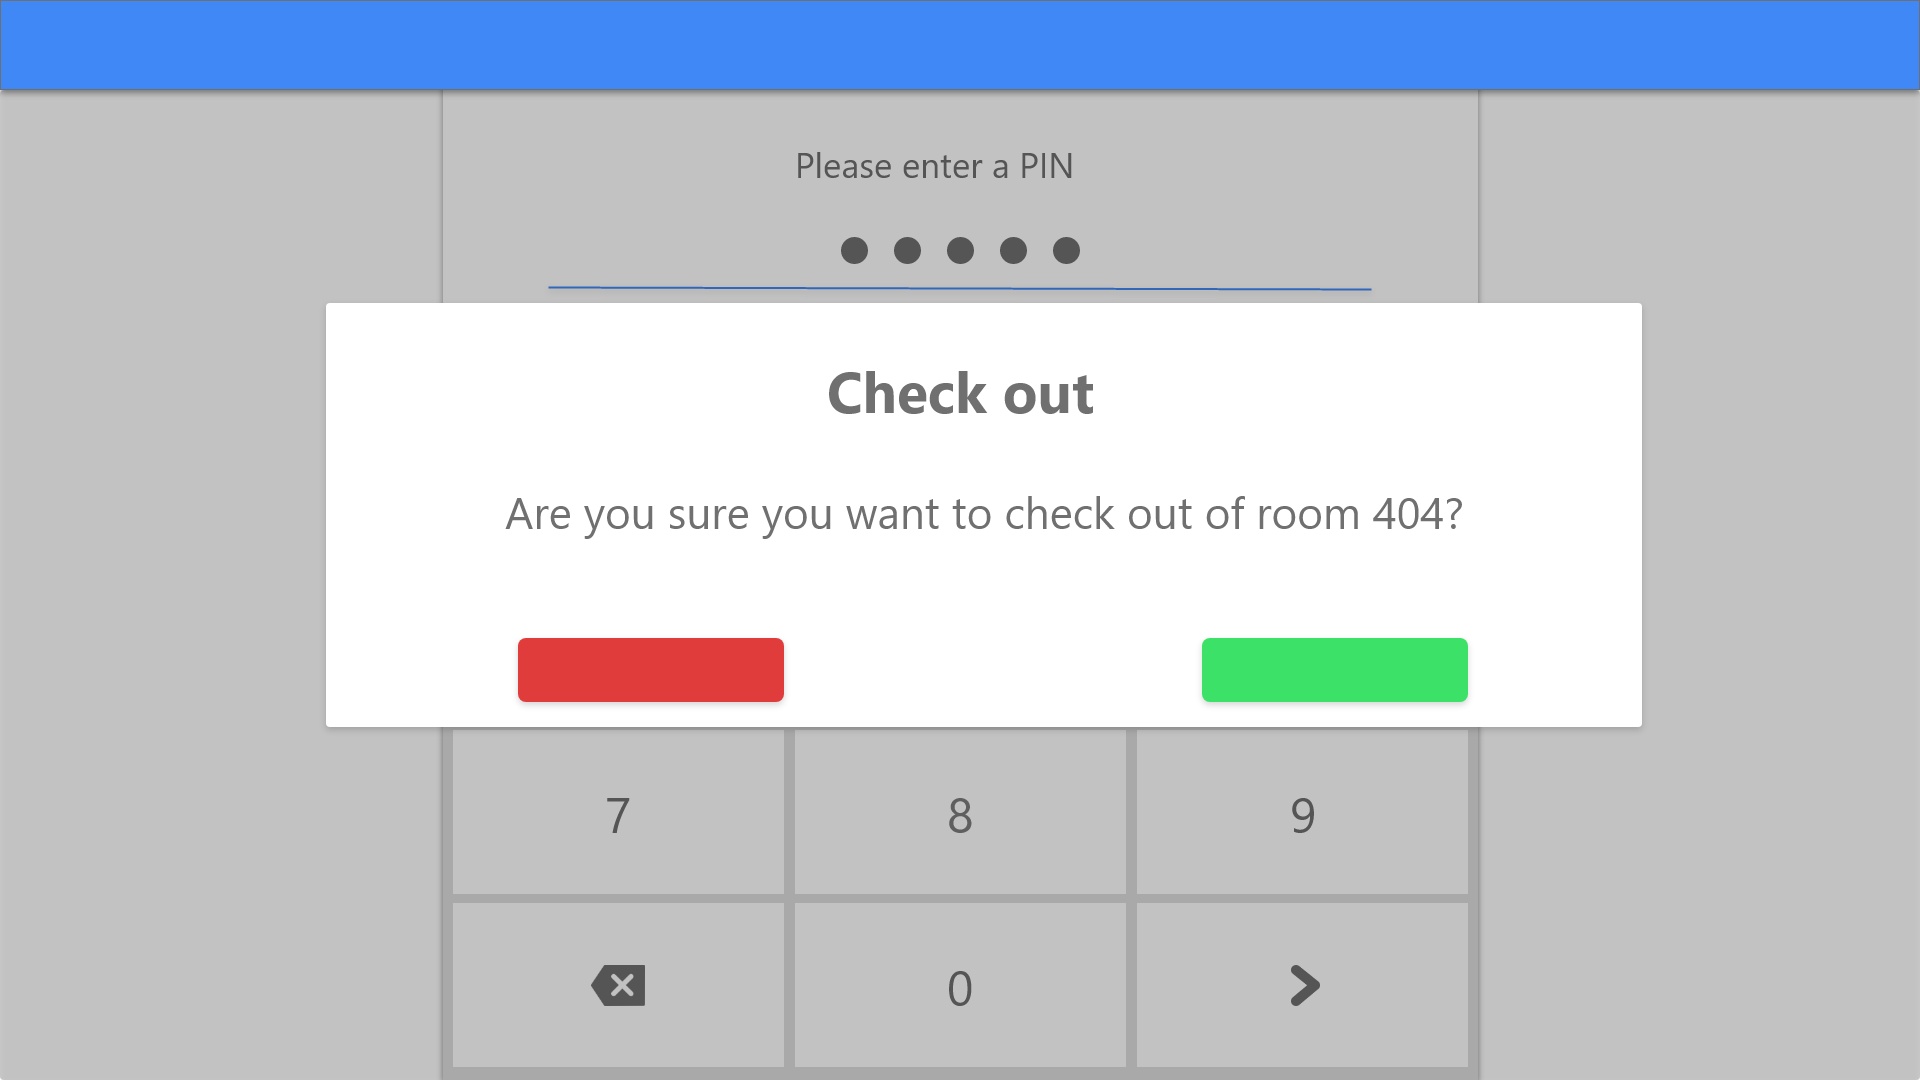 Please enter a PIN
Check out
Are you sure you want to check out of room 404?
7 8 9
0